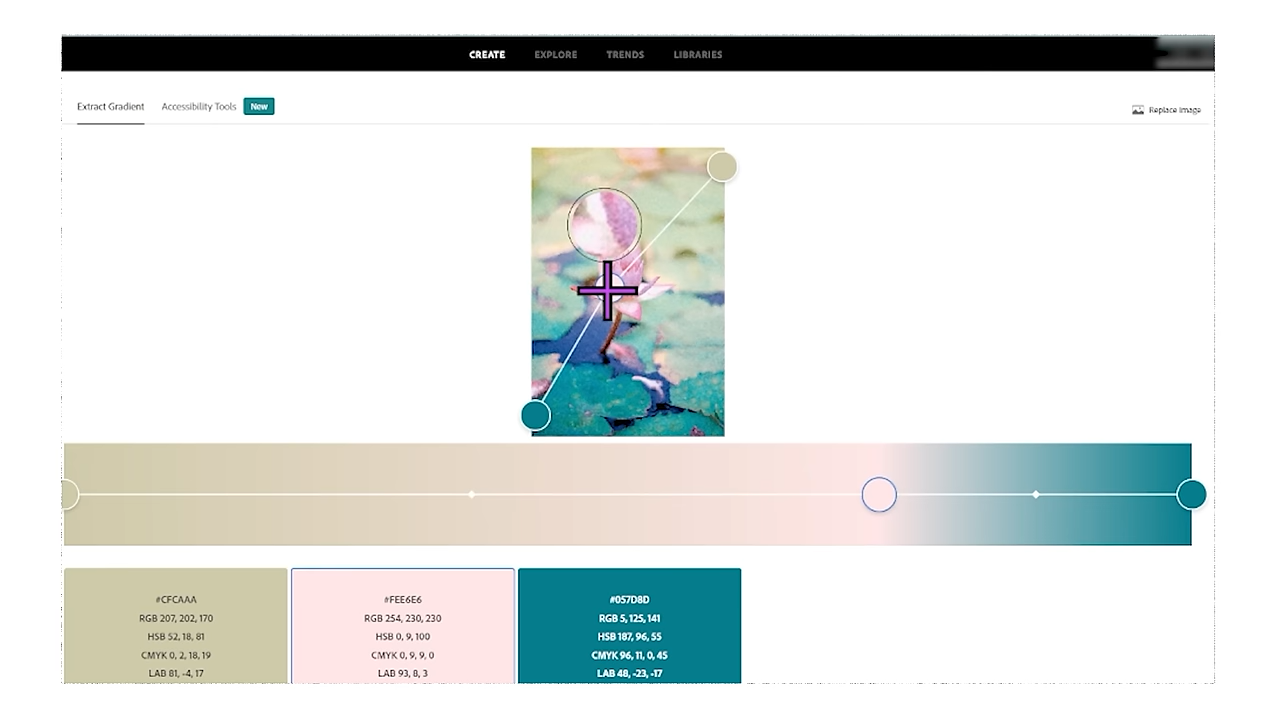 CREATE EXPLORE TRENDS LIBRARIES
Extract Gradient Accessibility Tools New
Replace Image
#CFCAAA
RGB 207, 202, 170
HSB 52, 18, 81
CMYK 0, 2, 18, 19
LAB 81, -4, 17
#FEE6E6
RGB 254, 230, 230
HSB 0, 9, 100
CMYK 0, 9, 9, 0
LAB 93, 8, 3
#057D8D
RGB 5, 125, 141
HSB 187, 96, 55
CMYK 96, 11, 0, 45
LAB 48, -23, -17